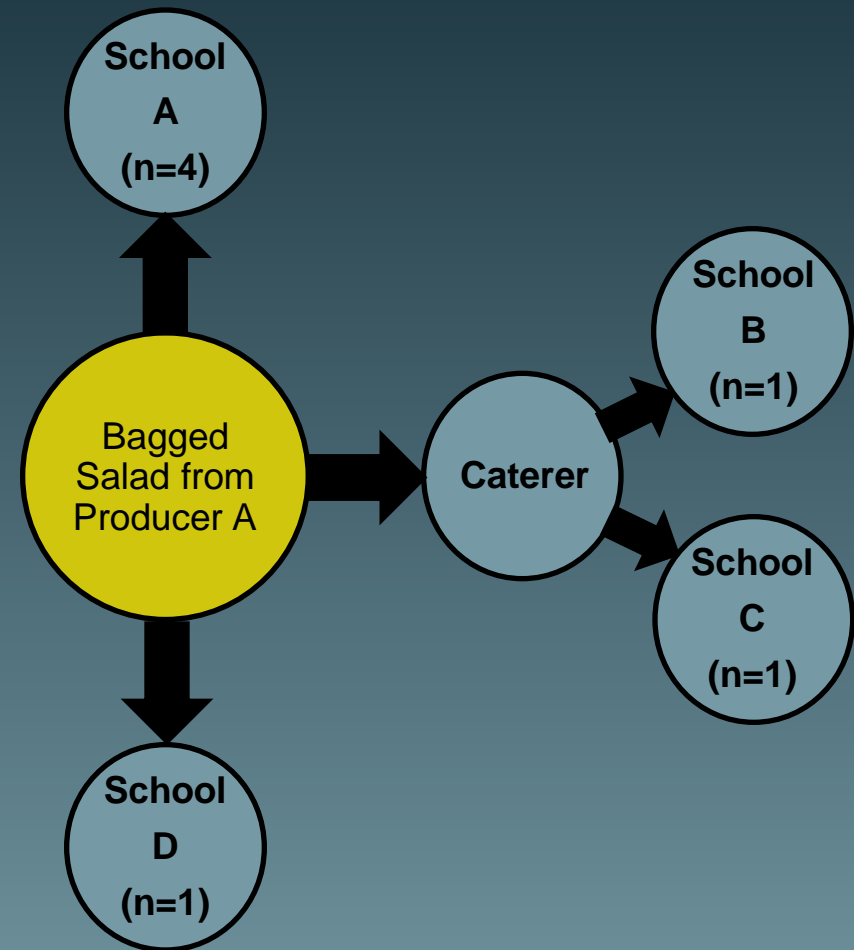 School
A
(n=4)
Bagged
Salad from
Producer A
Caterer
School
B
(n=1)
School
C
(n=1)
School
D
(n=1)